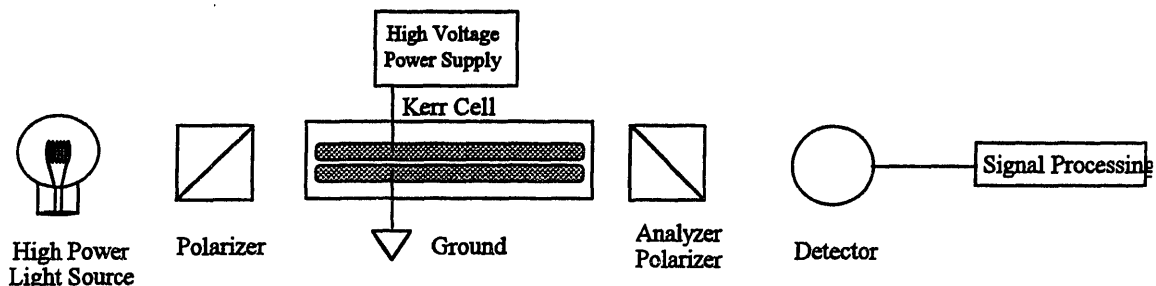 High Voltage
Power Supply
Kerr Cell
Signal Processing
High Power
Light Source
Polarizer
Ground
Analyzer
Polarizer
Detector